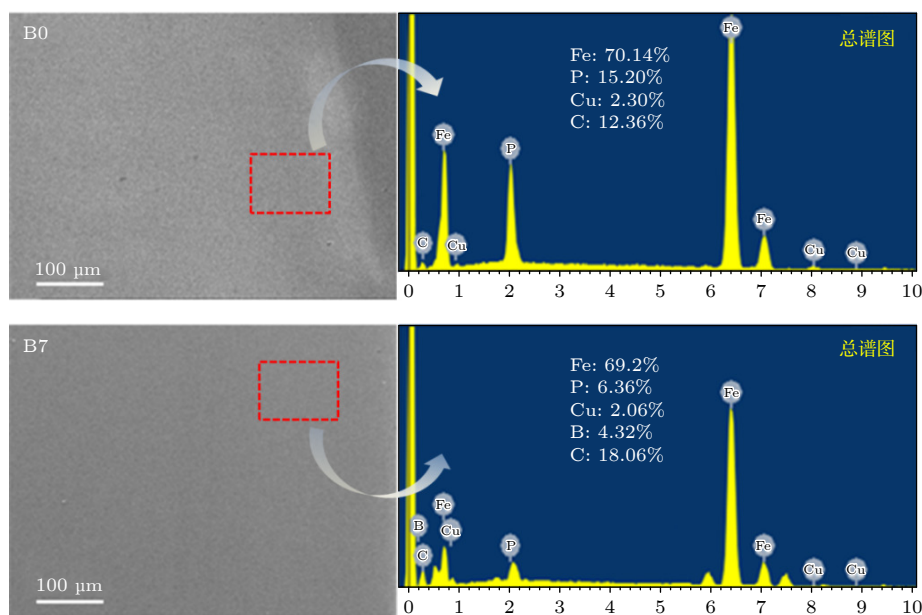 B0
100 µm
总谱图
Fe: 70.14%
P: 15.20%
Cu: 2.30%
C: 12.36%
Fe
Fe
P
Fe
C
Cu
Cu
Cu
0 1 2 3 4 5 6 7 8 9 10
B7
100 µm
总谱图
Fe: 69.2%
P: 6.36%
Cu: 2.06%
B: 4.32%
C: 18.06%
Fe
Fe
B
Cu
P
Fe
C
Cu
Cu
0 1 2 3 4 5 6 7 8 9 10